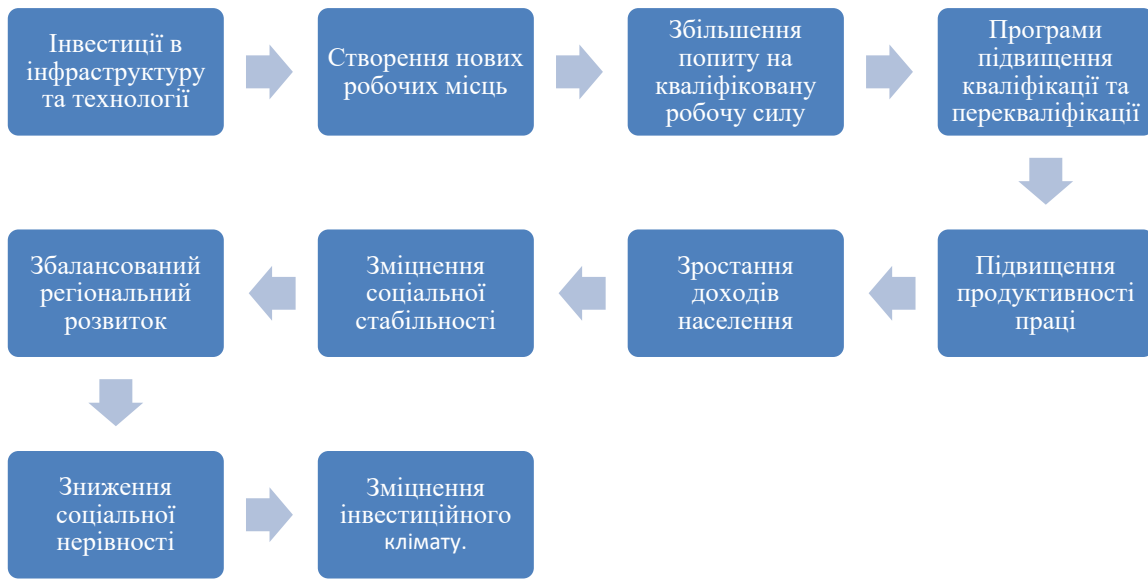 Інвестиції в
інфраструктуру
та технології
Створення нових
робочих місць
Збільшення
попиту на
кваліфіковану
робочу силу
Програми
підвищення
кваліфікації та
перекваліфікації
Підвищення
продуктивності
праці
Зростання
доходів
населення
Зміцнення
соціальної
стабільності
Збалансований
регіональний
розвиток
Зниження
соціальної
нерівності
Зміцнення
інвестиційного
клімату.